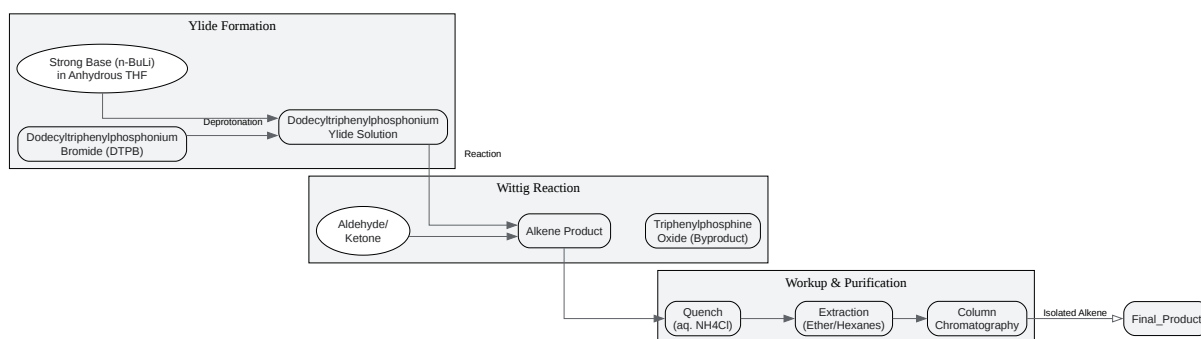 Ylide Formation
Strong Base (n-BuLi)
in Anhydrous THF
Deprotonation
Dodecyltriphenylphosphonium
Bromide (DTPB)
Dodecyltriphenylphosphonium
Ylide Solution
Reaction
Wittig Reaction
Aldehyde/
Ketone
Alkene Product
Triphenylphosphine
Oxide (Byproduct)
Workup & Purification
Quench
(aq. NH4Cl)
Extraction
(Ether/Hexanes)
Column
Chromatography
Isolated Alkene
Final_Product